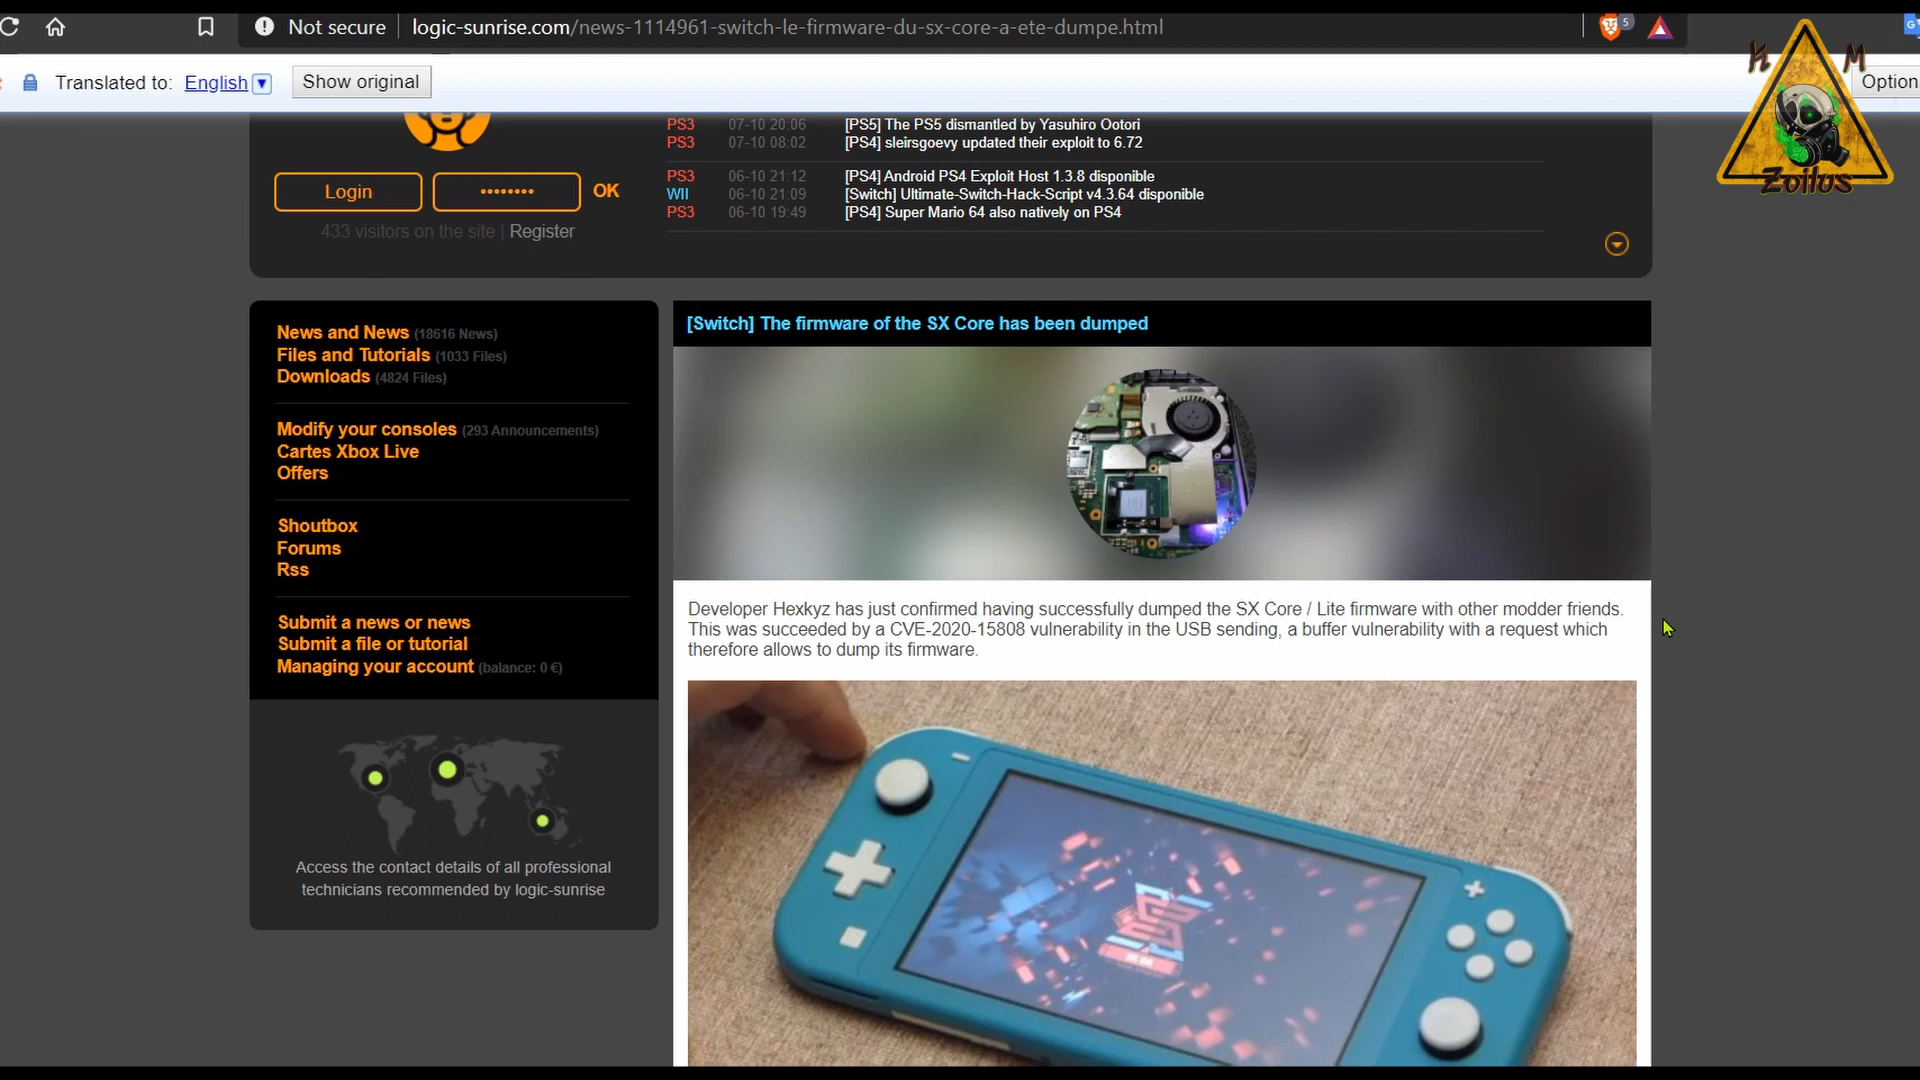 Not secure
logic-sunrise.com/news-1114961-switch-le-firmware-du-sx-core-a-ete-dumpe.html
5
Translated to: English
Show original
Option
K M
Zoilus
PS3 07-10 20:06 [PS5] The PS5 dismantled by Yasuhiro Ootori
PS3 07-10 08:02 [PS4] sleirsgoevy updated their exploit to 6.72
PS3 06-10 21:12 [PS4] Android PS4 Exploit Host 1.3.8 disponible
WII 06-10 21:09 [Switch] Ultimate-Switch-Hack-Script v4.3.64 disponible
PS3 06-10 19:49 [PS4] Super Mario 64 also natively on PS4
Login •••••••• OK
433 visitors on the site | Register
News and News (18616 News)
Files and Tutorials (1033 Files)
Downloads (4824 Files)
Modify your consoles (293 Announcements)
Cartes Xbox Live
Offers
Shoutbox
Forums
Rss
Submit a news or news
Submit a file or tutorial
Managing your account (balance: 0 €)
Access the contact details of all professional
technicians recommended by logic-sunrise
[Switch] The firmware of the SX Core has been dumped
Developer Hexkyz has just confirmed having successfully dumped the SX Core / Lite firmware with other modder friends.
This was succeeded by a CVE-2020-15808 vulnerability in the USB sending, a buffer vulnerability with a request which
therefore allows to dump its firmware.